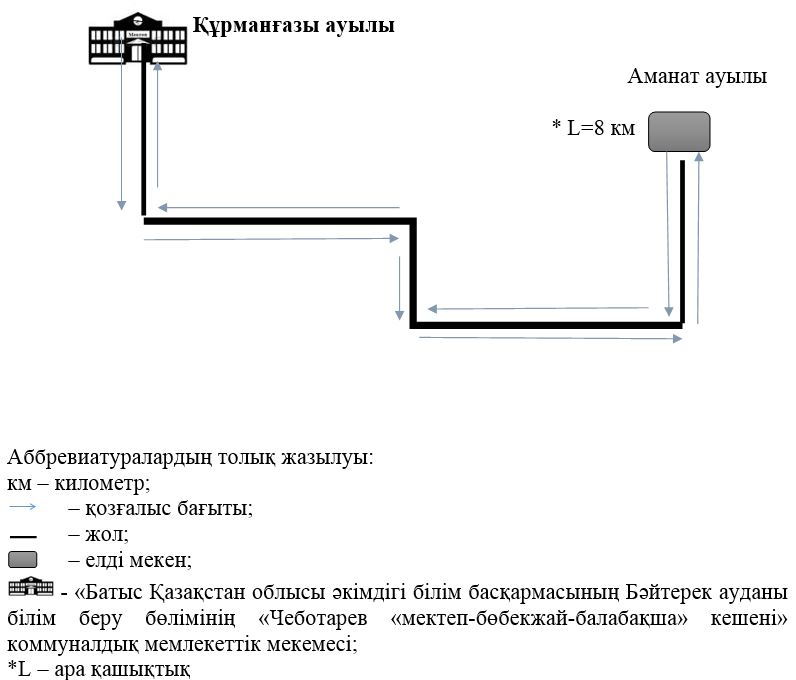 Мектеп
Құрманғазы ауылы
Аманат ауылы
* L=8 км
Аббревиатуралардың толық жазылуы:
км – километр;
– қозғалыс бағыты;
– жол;
– елді мекен;
- «Батыс Қазақстан облысы әкімдігі білім басқармасының Бәйтерек ауданы
білім беру бөлімінің «Чеботарев «мектеп-бөбекжай-балабақша» кешені»
коммуналдық мемлекеттік мекемесі;
*L – ара қашықтық